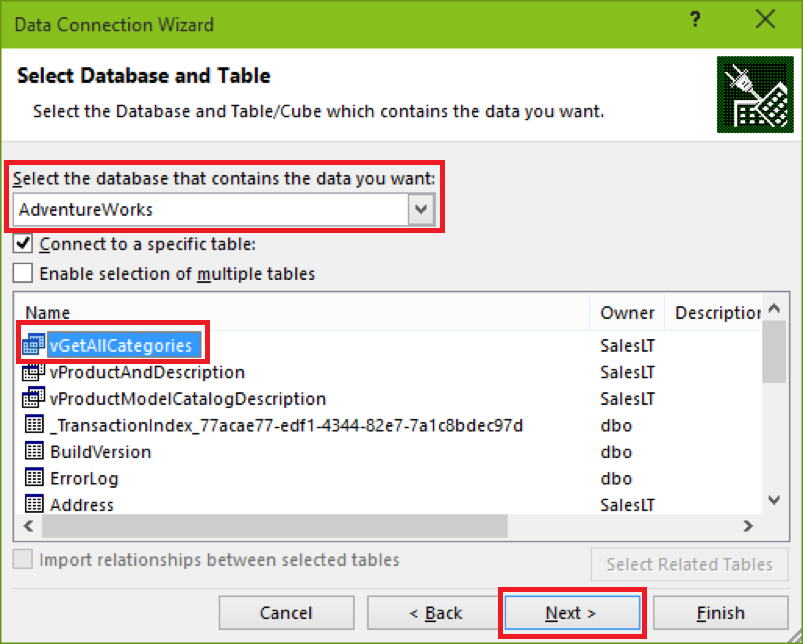 Data Connection Wizard ?
Select Database and Table
Select the Database and Table/Cube which contains the data you want.
Select the database that contains the data you want:
AdventureWorks
Connect to a specific table:
Enable selection of multiple tables
Name Owner Description
vGetAllCategories SalesLT
vProductAndDescription SalesLT
vProductModelCatalogDescription SalesLT
_TransactionIndex_77acae77-edf1-4344-82e7-7a1c8bdec97d dbo
BuildVersion dbo
ErrorLog dbo
Address SalesLT
Import relationships between selected tables
Select Related Tables
Cancel < Back Next > Finish